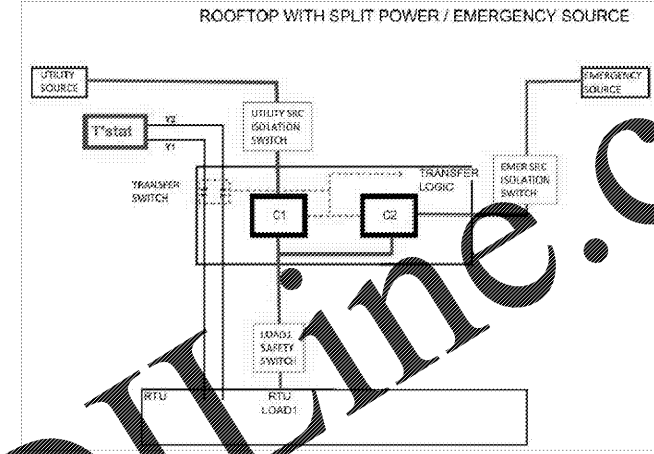 ROOFTOP WITH SPLIT POWER / EMERGENCY SOURCE
UTILITY
SOURCE
EMERGENCY
SOURCE
T'stat
Y2
Y1
UTILITY SRC
ISOLATION
SWITCH
TRANSFER
SWITCH
TRANSFER
LOGIC
EMER SRC
ISOLATION
SWITCH
C1
C2
LOAD1
SAFETY
SWITCH
RTU
RTU
LOAD1